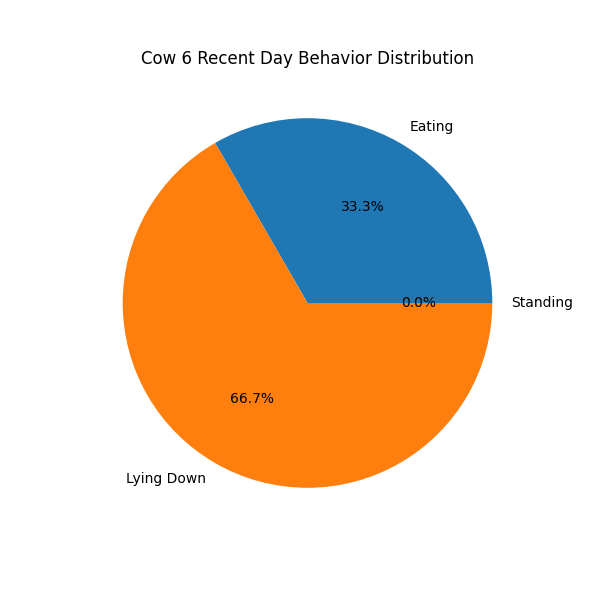 Cow 6 Recent Day Behavior Distribution
Eating
33.3%
0.0%
Standing
66.7%
Lying Down